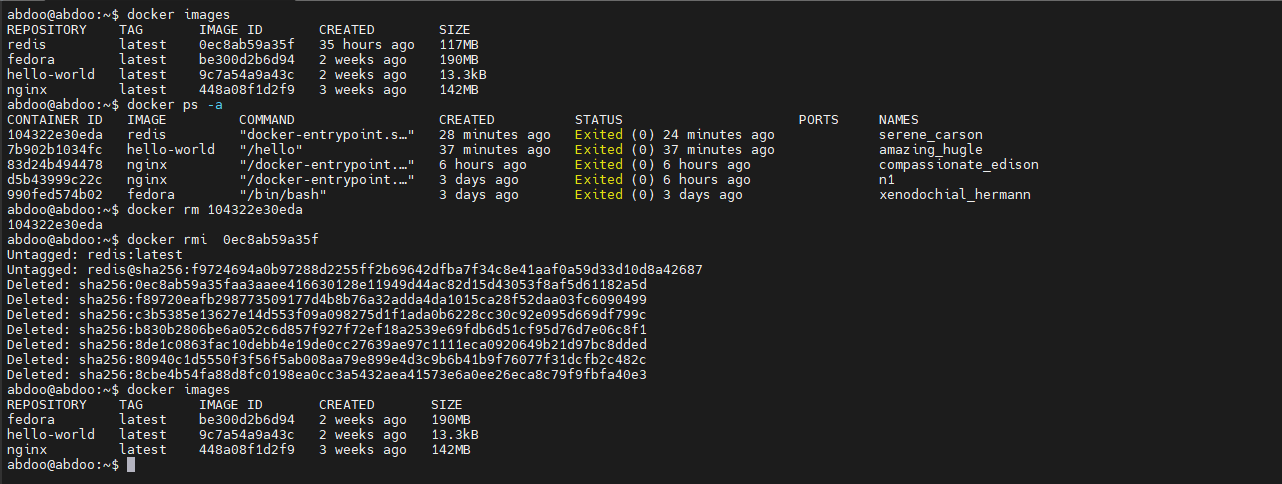 abdoo@abdoo:~$ docker images
REPOSITORY    TAG       IMAGE ID       CREATED        SIZE
redis         latest    0ec8ab59a35f   35 hours ago   117MB
fedora        latest    be300d2b6d94   2 weeks ago    190MB
hello-world   latest    9c7a54a9a43c   2 weeks ago    13.3kB
nginx         latest    448a08f1d2f9   3 weeks ago    142MB
abdoo@abdoo:~$ docker ps -a
CONTAINER ID   IMAGE         COMMAND                  CREATED          STATUS                      PORTS     NAMES
104322e30eda   redis         "docker-entrypoint.s…"   28 minutes ago   Exited (0) 24 minutes ago             serene_carson
7b902b1034fc   hello-world   "/hello"                 37 minutes ago   Exited (0) 37 minutes ago             amazing_hugle
83d24b494478   nginx         "/docker-entrypoint.…"   6 hours ago      Exited (0) 6 hours ago                compassionate_edison
d5b43999c22c   nginx         "/docker-entrypoint.…"   3 days ago       Exited (0) 6 hours ago                n1
990fed574b02   fedora        "/bin/bash"              3 days ago       Exited (0) 3 days ago                 xenodochial_hermann
abdoo@abdoo:~$ docker rm 104322e30eda
104322e30eda
abdoo@abdoo:~$ docker rmi  0ec8ab59a35f
Untagged: redis:latest
Untagged: redis@sha256:f9724694a0b97288d2255ff2b69642dfba7f34c8e41aaf0a59d33d10d8a42687
Deleted: sha256:0ec8ab59a35faa3aaee416630128e11949d44ac82d15d43053f8af5d61182a5d
Deleted: sha256:f89720eafb298773509177d4b8b76a32adda4da1015ca28f52daa03fc6090499
Deleted: sha256:c3b5385e13627e14d553f09a098275d1f1ada0b6228cc30c92e095d669df799c
Deleted: sha256:b830b2806be6a052c6d857f927f72ef18a2539e69fdb6d51cf95d76d7e06c8f1
Deleted: sha256:8de1c0863fac10debb4e19de0cc27639ae97c1111eca0920649b21d97bc8dded
Deleted: sha256:80940c1d5550f3f56f5ab008aa79e899e4d3c9b6b41b9f76077f31dcfb2c482c
Deleted: sha256:8cbe4b54fa88d8fc0198ea0cc3a5432aea41573e6a0ee26eca8c79f9fbfa40e3
abdoo@abdoo:~$ docker images
REPOSITORY    TAG       IMAGE ID       CREATED       SIZE
fedora        latest    be300d2b6d94   2 weeks ago   190MB
hello-world   latest    9c7a54a9a43c   2 weeks ago   13.3kB
nginx         latest    448a08f1d2f9   3 weeks ago   142MB
abdoo@abdoo:~$